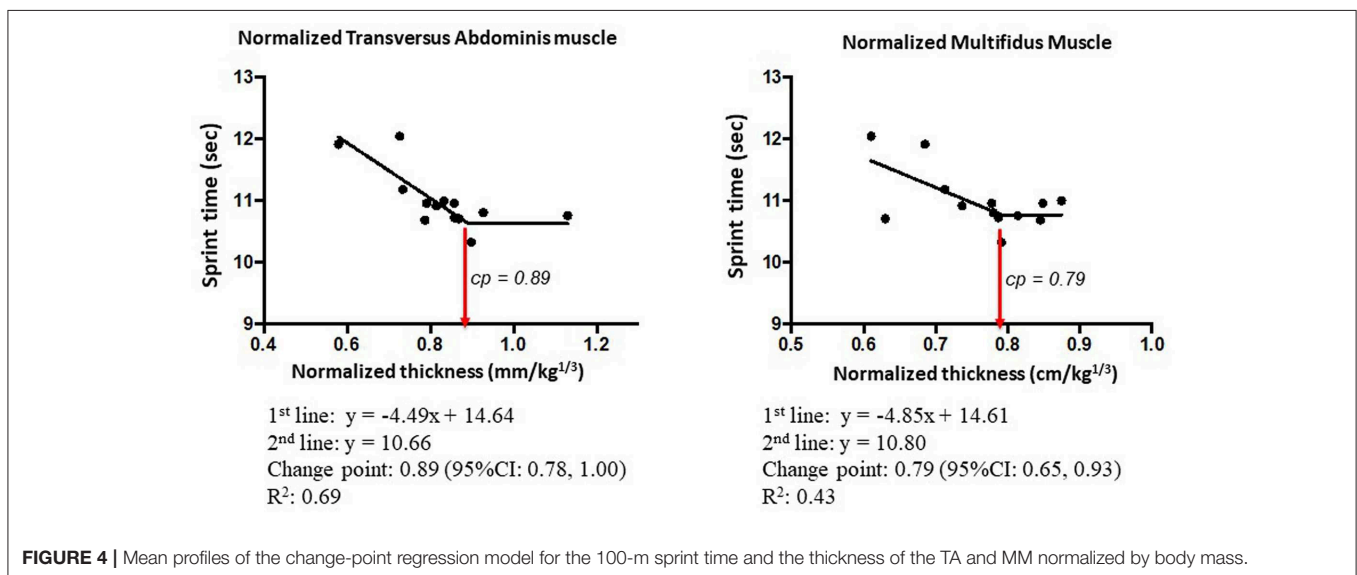 Normalized Transversus Abdominis muscle
13
12
11
10
9
Sprint time (sec)
cp = 0.89
0.4 0.6 0.8 1.0 1.2
Normalized thickness (mm/kg^1/3)
1st line: y = -4.49x + 14.64
2nd line: y = 10.66
Change point: 0.89 (95%CI: 0.78, 1.00)
R²: 0.69
Normalized Multifidus Muscle
13
12
11
10
9
Sprint time (sec)
cp = 0.79
0.5 0.6 0.7 0.8 0.9 1.0
Normalized thickness (cm/kg^1/3)
1st line: y = -4.85x + 14.61
2nd line: y = 10.80
Change point: 0.79 (95%CI: 0.65, 0.93)
R²: 0.43
FIGURE 4 | Mean profiles of the change-point regression model for the 100-m sprint time and the thickness of the TA and MM normalized by body mass.